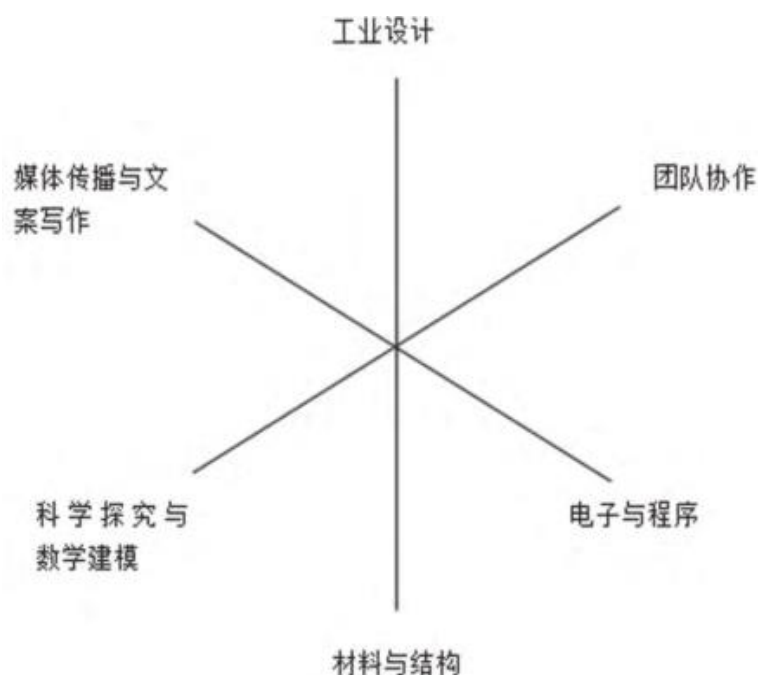 工业设计
媒体传播与文
案写作
团队协作
科学探究与
数学建模
电子与程序
材料与结构